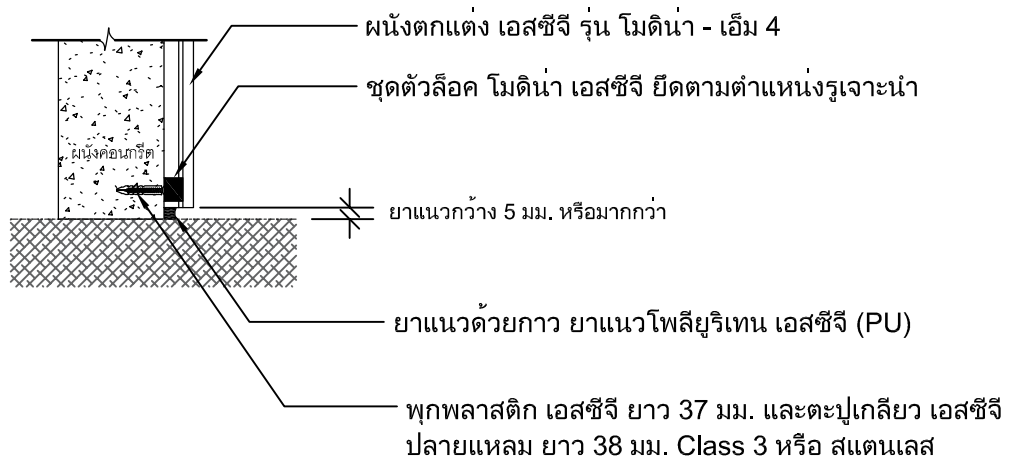 ผนังตกแต่ง เอสซีจี รุ่น โมดิน่า - เอ็ม 4
ชุดตัวล็อค โมดิน่า เอสซีจี ยึดตามตำแหน่งรูเจาะนำ
ผนังคอนกรีต
ยาแนวกว้าง 5 มม. หรือมากกว่า
ยาแนวด้วยกาว ยาแนวโพลียูริเทน เอสซีจี (PU)
พุกพลาสติก เอสซีจี ยาว 37 มม. และตะปูเกลียว เอสซีจี
ปลายแหลม ยาว 38 มม. Class 3 หรือ สแตนเลส